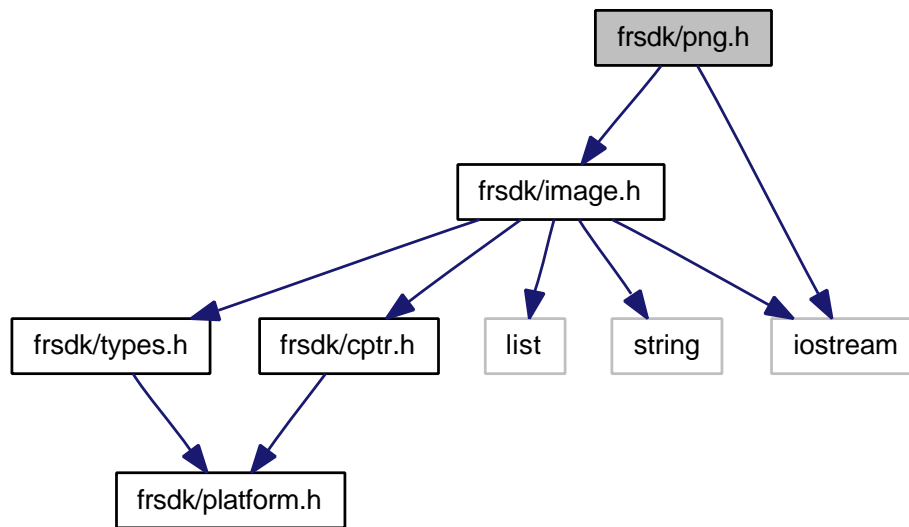 frsdk/png.h
frsdk/image.h
frsdk/types.h
frsdk/cptr.h
list
string
iostream
frsdk/platform.h